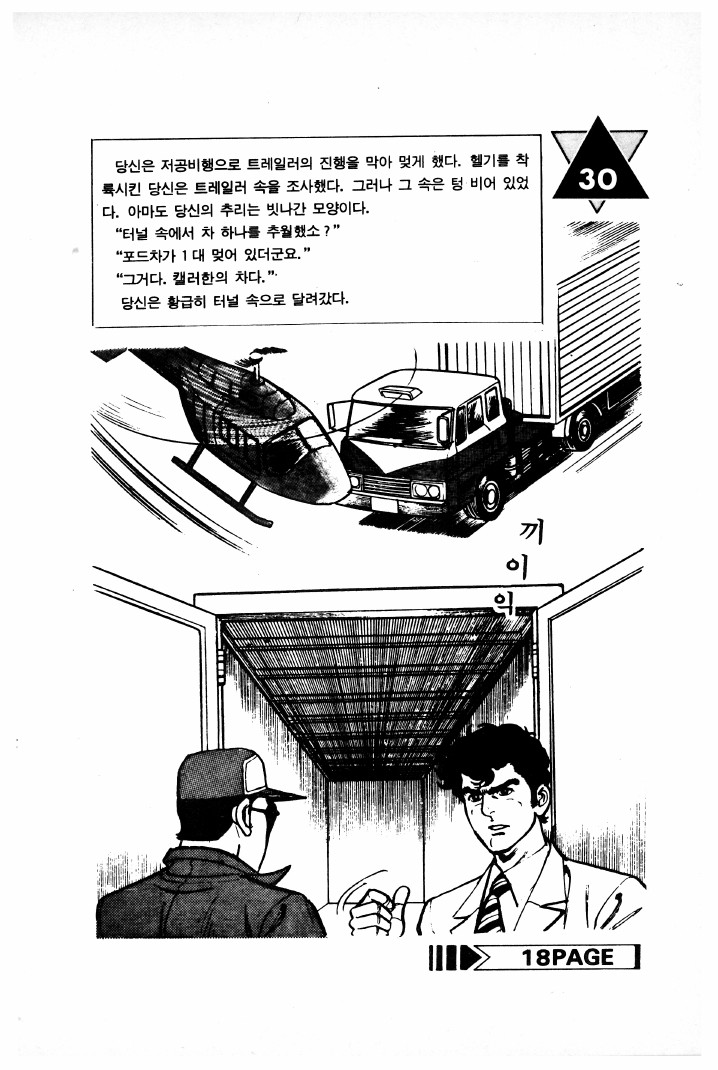 30
당신은 저공비행으로 트레일러의 진행을 막아 멎게 했다. 헬기를 착
륙시킨 당신은 트레일러 속을 조사했다. 그러나 그 속은 텅 비어 있었
다. 아마도 당신의 추리는 빗나간 모양이다.
“터널 속에서 차 하나를 추월했소?”
“포드차가 1대 멎어 있더군요.”
“그거다. 캘러한의 차다.”
당신은 황급히 터널 속으로 달려갔다.
끼
이
익
18PAGE